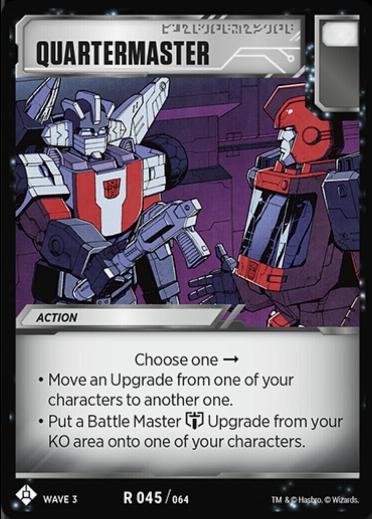 QUARTERMASTER
ACTION
Choose one →
• Move an Upgrade from one of your
characters to another one.
• Put a Battle Master Upgrade from your
KO area onto one of your characters.
WAVE 3 R 045/064 TM & © Hasbro. © Wizards.